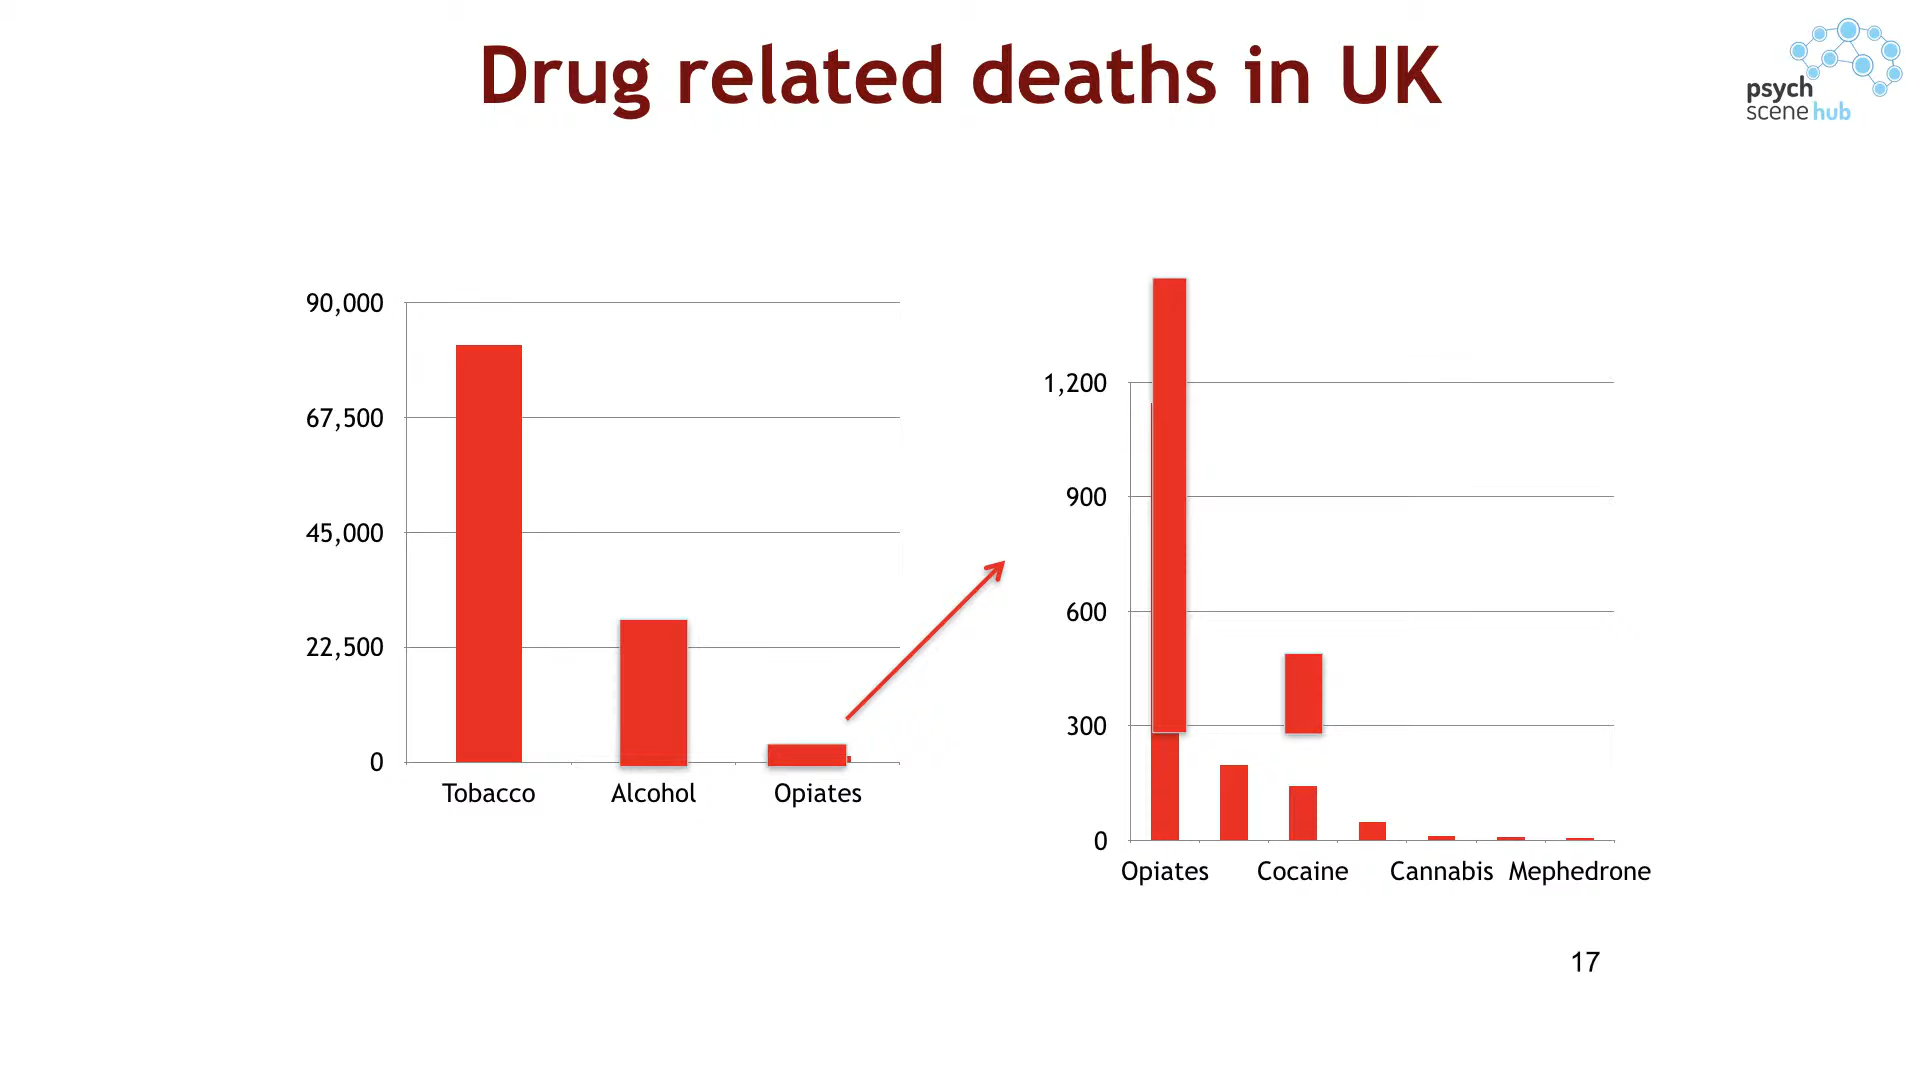 Drug related deaths in UK
psych
scene hub
90,000
67,500
45,000
22,500
0
Tobacco Alcohol Opiates
1,200
900
600
300
0
Opiates Cocaine Cannabis Mephedrone
17